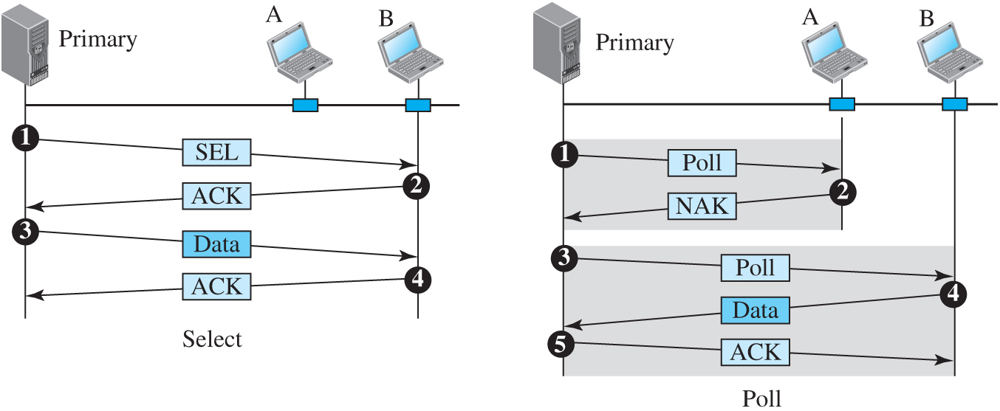 Primary
A
B
1
SEL
2
ACK
3
Data
4
ACK
Select
Primary
A
B
1
Poll
2
NAK
3
Poll
4
Data
5
ACK
Poll